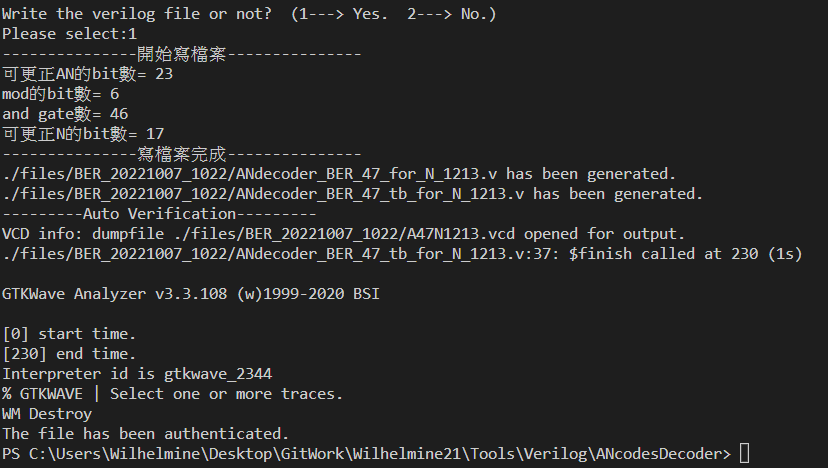 Write the verilog file or not?  (1---> Yes.  2---> No.)
Please select:1
---------------開始寫檔案---------------
可更正AN的bit數= 23
mod的bit數= 6
and gate數= 46
可更正N的bit數= 17
---------------寫檔案完成---------------
./files/BER_20221007_1022/ANdecoder_BER_47_for_N_1213.v has been generated.
./files/BER_20221007_1022/ANdecoder_BER_47_tb_for_N_1213.v has been generated.
---------Auto Verification---------
VCD info: dumpfile ./files/BER_20221007_1022/A47N1213.vcd opened for output.
./files/BER_20221007_1022/ANdecoder_BER_47_tb_for_N_1213.v:37: $finish called at 230 (1s)
GTKWave Analyzer v3.3.108 (w)1999-2020 BSI
[0] start time.
[230] end time.
Interpreter id is gtkwave_2344
% GTKWAVE | Select one or more traces.
WM Destroy
The file has been authenticated.
PS C:\Users\Wilhelmine\Desktop\GitWork\Wilhelmine21\Tools\Verilog\ANcodesDecoder>